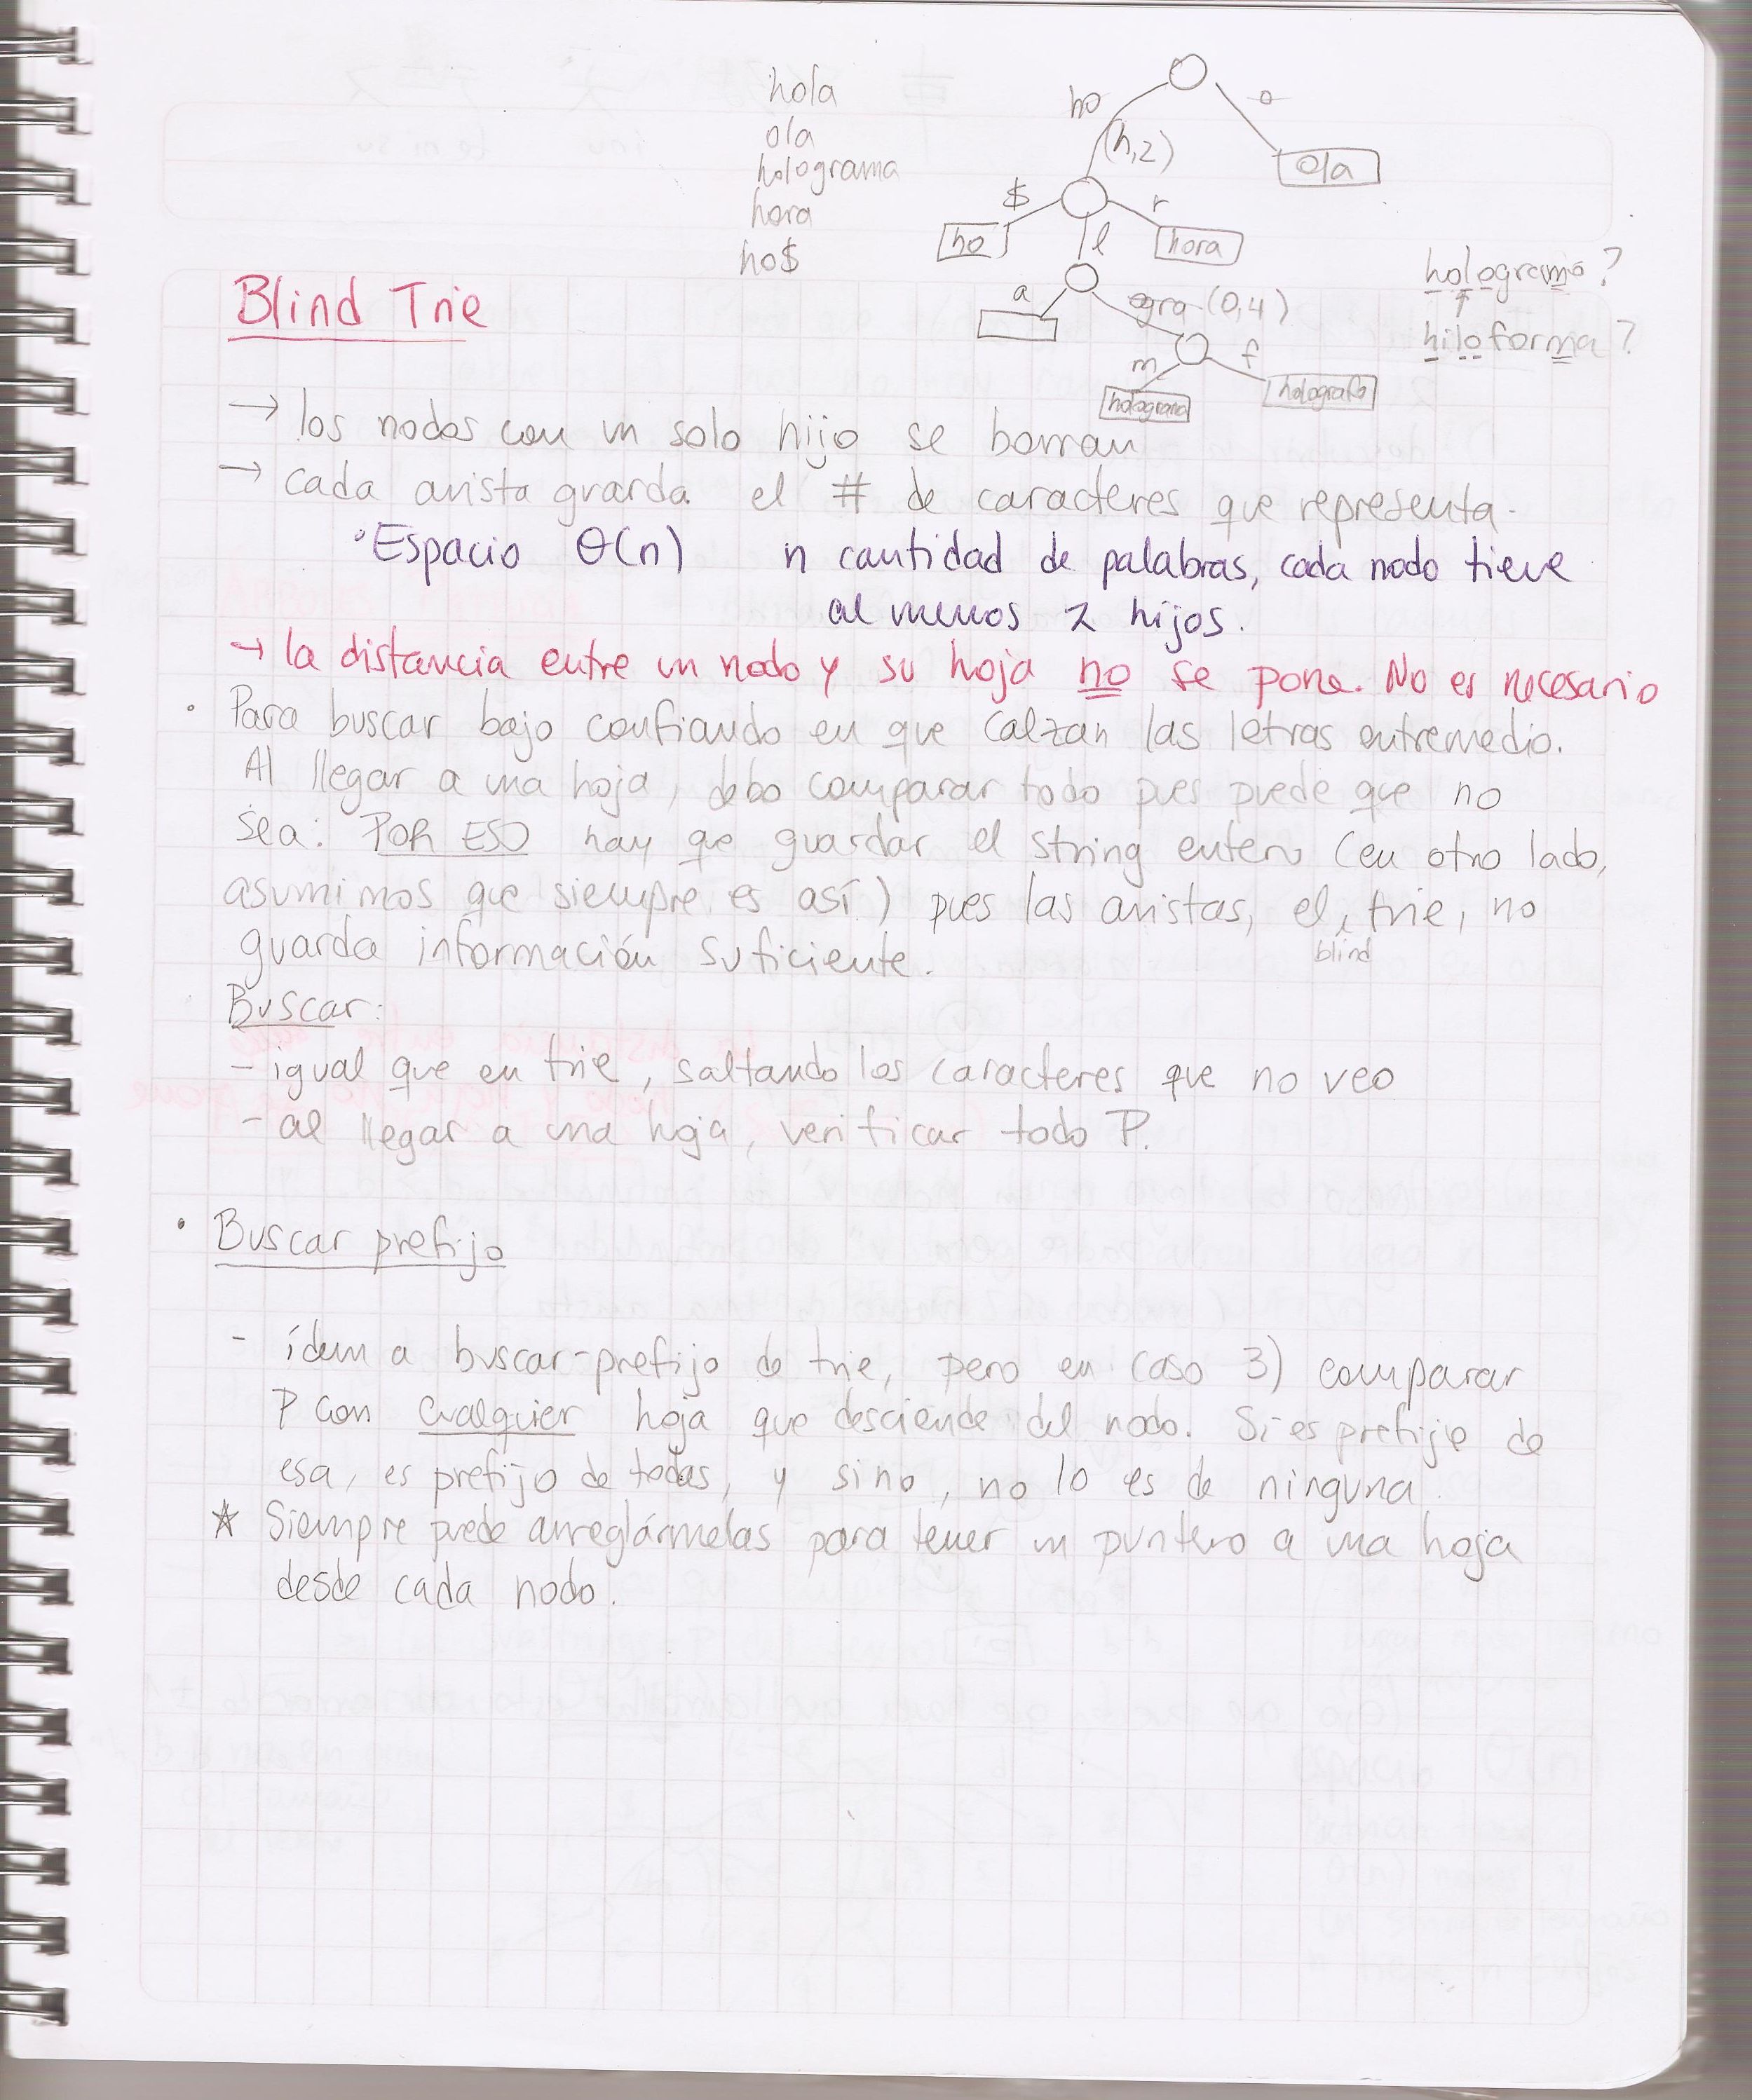 hola
ola
holograma
hora
ho$
ho
(h,2)
o
ola
$
r
ho
l
hora
a
ogra (o,4)
m
f
holograma
holografo
holograma?
hiloforma?
Blind Trie
→ los nodos con un solo hijo se borran
→ cada arista guarda el # de caracteres que representa.
• Espacio Θ(n) n cantidad de palabras, cada nodo tiene
al menos 2 hijos.
→ la distancia entre un nodo y su hoja no se pone. No es necesario
• Para buscar bajo confiando en que calzan las letras entremedio.
Al llegar a una hoja, debo comparar todo pues puede que no
sea: POR ESO hay qe guardar el string entero (en otro lado,
asumimos que siempre es así) pues las aristas, el blind trie, no
guarda información suficiente.
Buscar:
- igual que en trie, saltando los caracteres que no veo
- al llegar a una hoja, verificar todo P.
• Buscar prefijo
- ídem a buscar-prefijo de trie, pero en caso 3) comparar
P con cualquier hoja que desciende del nodo. Si es prefijo de
esa, es prefijo de todas, y sino, no lo es de ninguna.
★ Siempre puedo arreglármelas para tener un puntero a una hoja
desde cada nodo.